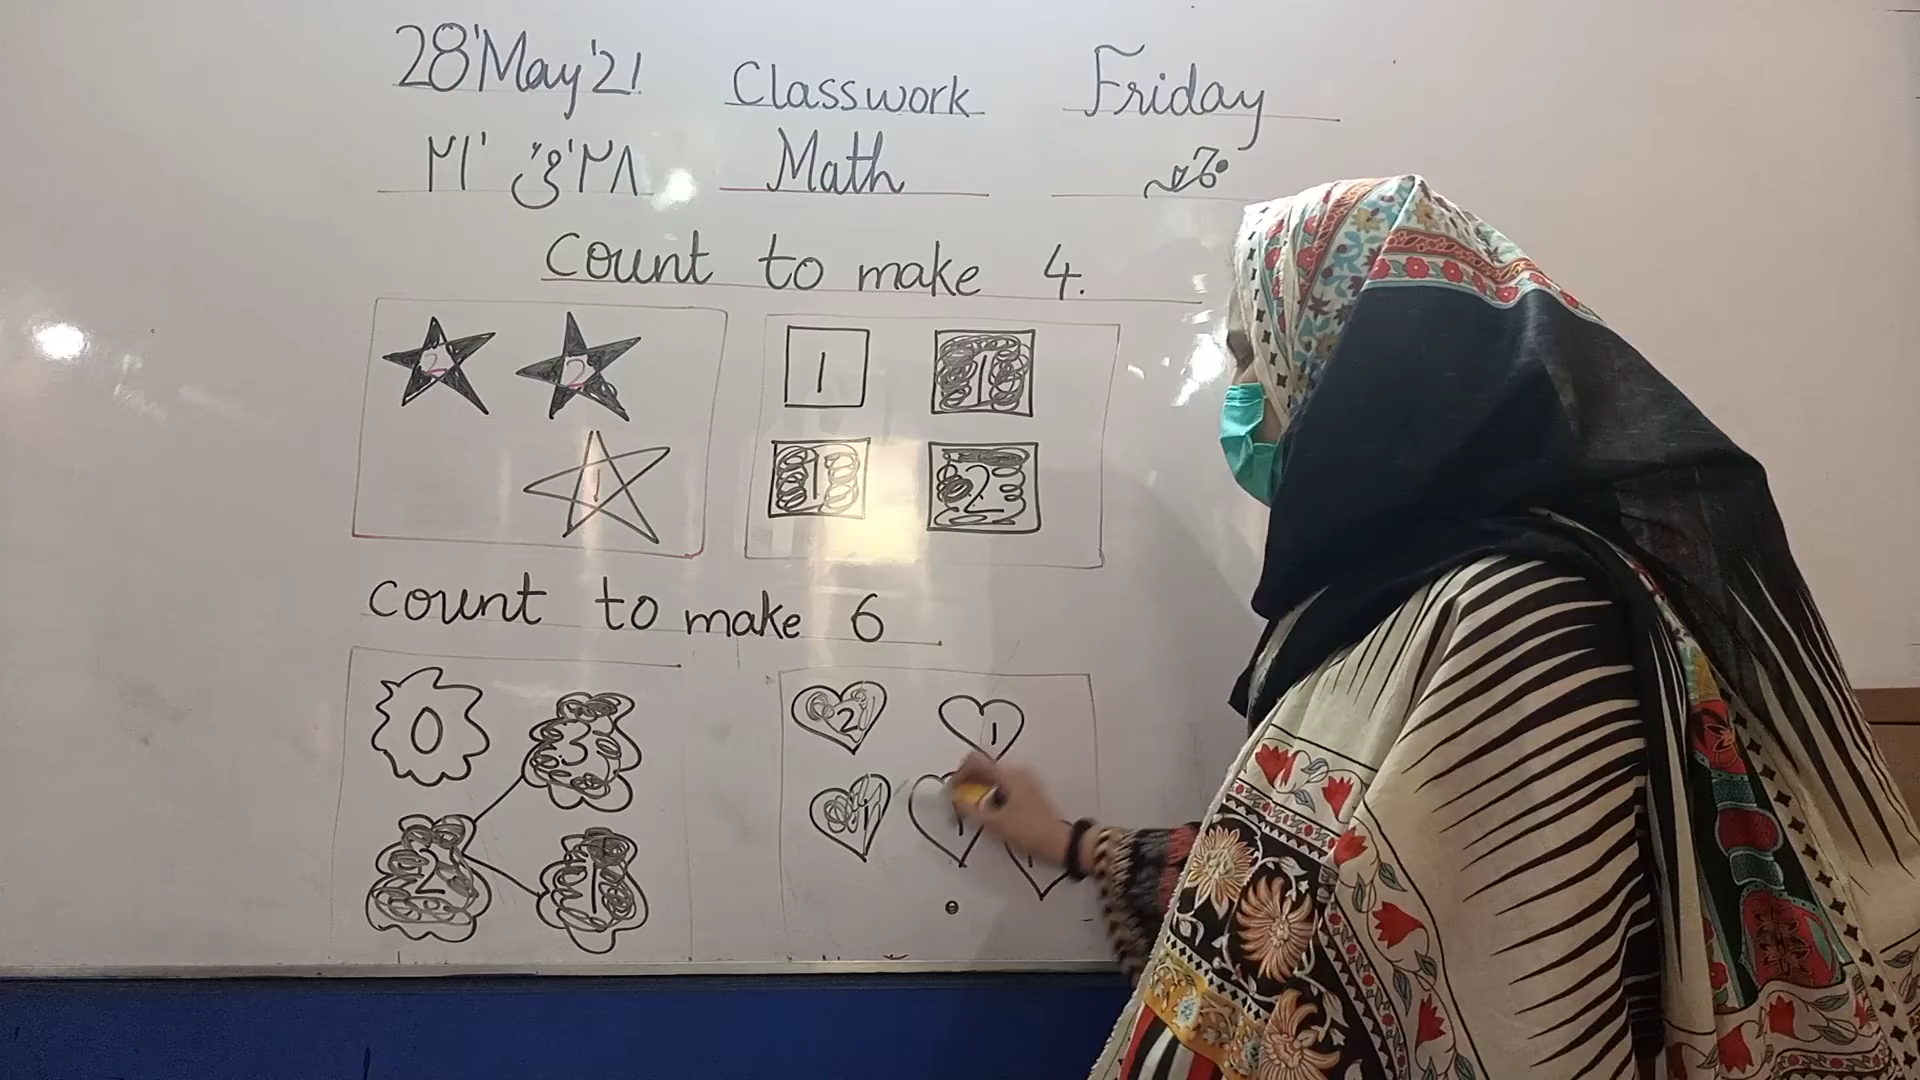 28'May'21 Classwork Friday
۲۸'مئی'۲۱ Math جمعہ
count to make 4.
2 2 1 1
1 1 2
count to make 6
0 3 2 1
2 1 1